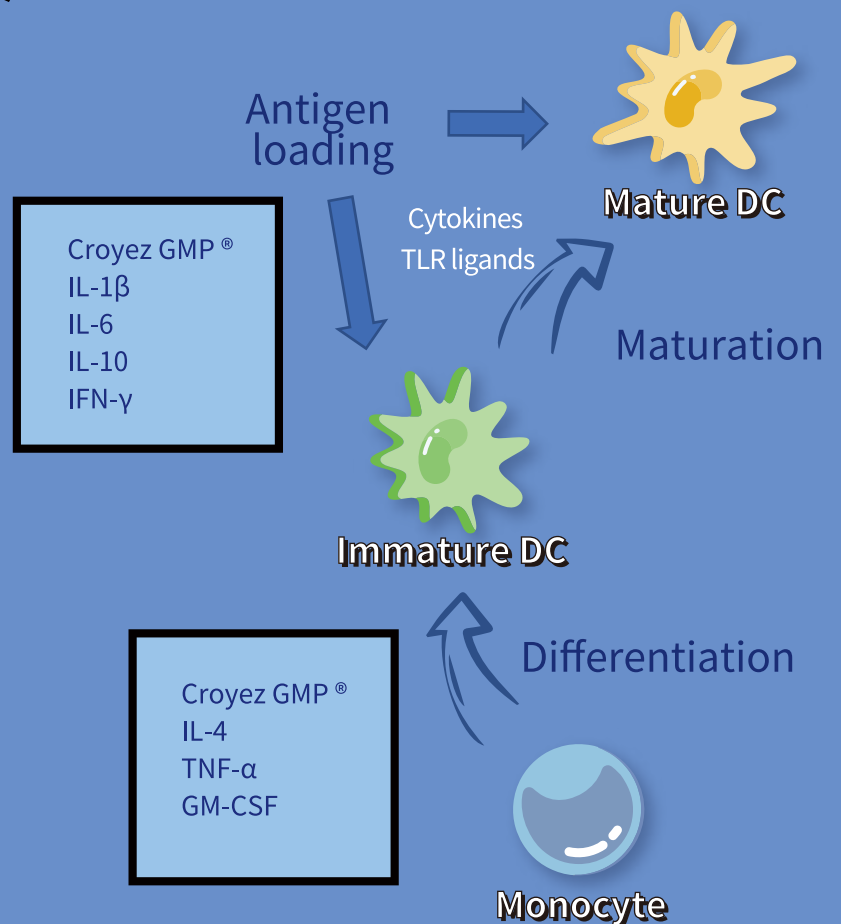 Antigen
loading
Mature DC
Cytokines
TLR ligands
Croyez GMP ®
IL-1β
IL-6
IL-10
IFN-γ
Maturation
Immature DC
Differentiation
Croyez GMP ®
IL-4
TNF-α
GM-CSF
Monocyte